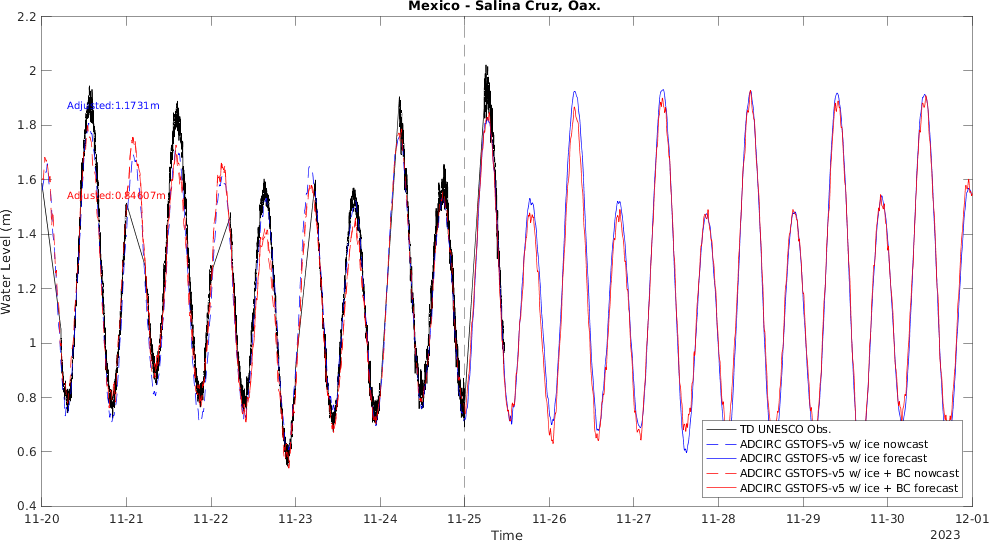 Mexico - Salina Cruz, Oax.
2.2
2
1.8
1.6
1.4
1.2
1
0.8
0.6
0.4
Water Level (m)
Adjusted:1.1731m
Adjusted:0.84607m
TD UNESCO Obs.
ADCIRC GSTOFS-v5 w/ ice nowcast
ADCIRC GSTOFS-v5 w/ ice forecast
ADCIRC GSTOFS-v5 w/ ice + BC nowcast
ADCIRC GSTOFS-v5 w/ ice + BC forecast
11-20 11-21 11-22 11-23 11-24 11-25 11-26 11-27 11-28 11-29 11-30 12-01
Time
2023